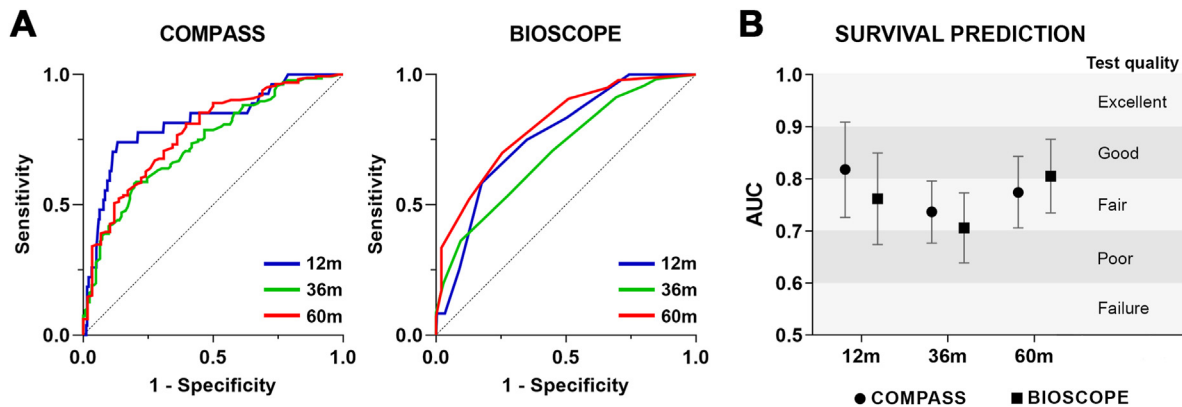 A
COMPASS
Sensitivity
1.0
0.5
0.0
0.0
0.5
1.0
1 - Specificity
12m
36m
60m
BIOSCOPE
Sensitivity
1.0
0.5
0.0
0.0
0.5
1.0
1 - Specificity
12m
36m
60m
B
SURVIVAL PREDICTION
Test quality
AUC
1.0
0.9
0.8
0.7
0.6
0.5
Excellent
Good
Fair
Poor
Failure
12m
36m
60m
COMPASS
BIOSCOPE